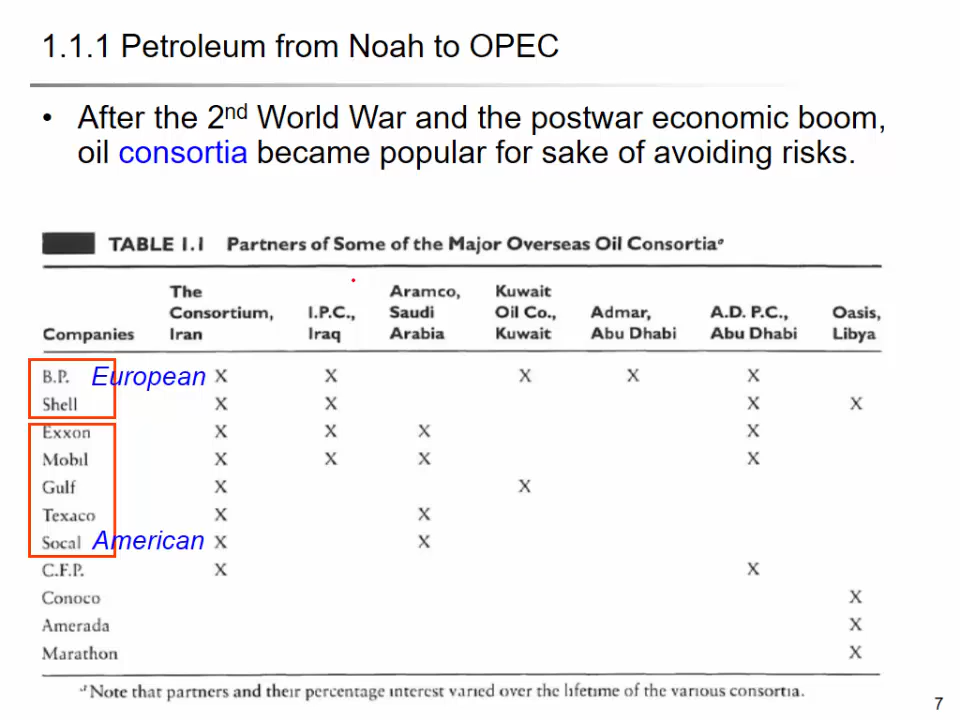 1.1.1 Petroleum from Noah to OPEC
• After the 2nd World War and the postwar economic boom,
oil consortia became popular for sake of avoiding risks.
TABLE 1.1 Partners of Some of the Major Overseas Oil Consortiaᵃ
The Aramco, Kuwait
Consortium, I.P.C., Saudi Oil Co., Admar, A.D. P.C., Oasis,
Companies Iran Iraq Arabia Kuwait Abu Dhabi Abu Dhabi Libya
B.P. European X X X X X
Shell X X X X
Exxon X X X X
Mobil X X X X
Gulf X X
Texaco X X
Socal American X X
C.F.P. X X
Conoco X
Amerada X
Marathon X
ᵃNote that partners and their percentage interest varied over the lifetime of the various consortia.
7